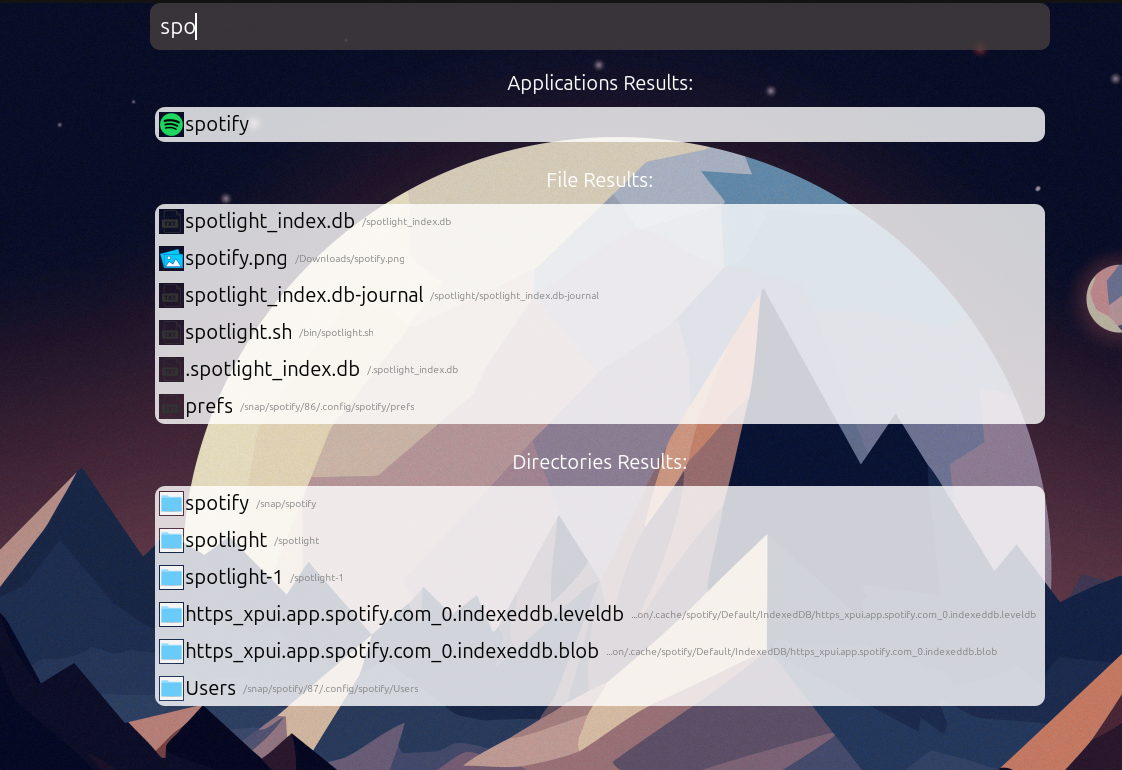 spo
Applications Results:
spotify
File Results:
spotlight_index.db /spotlight_index.db
spotify.png /Downloads/spotify.png
spotlight_index.db-journal /spotlight/spotlight_index.db-journal
spotlight.sh /bin/spotlight.sh
.spotlight_index.db /.spotlight_index.db
prefs /snap/spotify/86/.config/spotify/prefs
Directories Results:
spotify /snap/spotify
spotlight /spotlight
spotlight-1 /spotlight-1
https_xpui.app.spotify.com_0.indexeddb.leveldb ...on/.cache/spotify/Default/IndexedDB/https_xpui.app.spotify.com_0.indexeddb.leveldb
https_xpui.app.spotify.com_0.indexeddb.blob ...on/.cache/spotify/Default/IndexedDB/https_xpui.app.spotify.com_0.indexeddb.blob
Users /snap/spotify/87/.config/spotify/Users